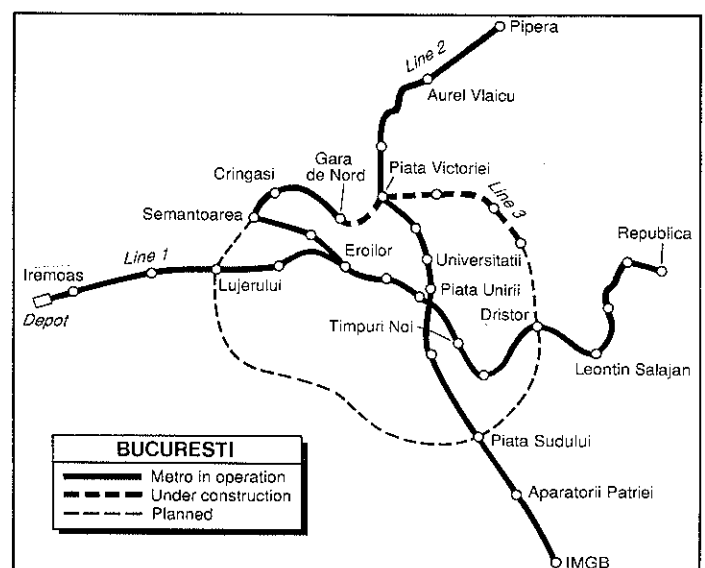 Pipera
Line 2
Aurel Vlaicu
Gara
de Nord
Piata Victoriei
Cringasi
Line 3
Semantoarea
Republica
Eroilor
Universitatii
Line 1
Iremoas
Lujerului
Piata Unirii
Depot
Dristor
Timpuri Noi
Leontin Salajan
Piata Sudului
BUCURESTI
Metro in operation
Under construction
Planned
Aparatorii Patriei
IMGB